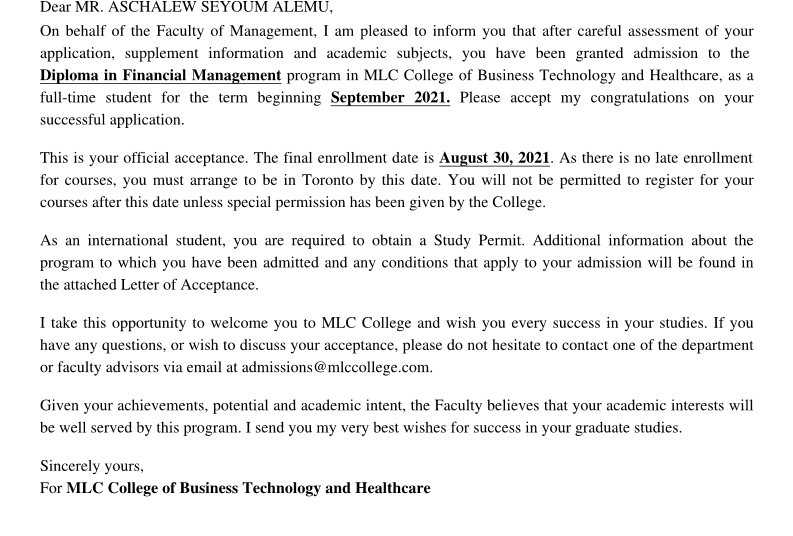 Dear MR. ASCHALEW SEYOUM ALEMU,
On behalf of the Faculty of Management, I am pleased to inform you that after careful assessment of your
application, supplement information and academic subjects, you have been granted admission to the
Diploma in Financial Management program in MLC College of Business Technology and Healthcare, as a
full-time student for the term beginning September 2021. Please accept my congratulations on your
successful application.
This is your official acceptance. The final enrollment date is August 30, 2021. As there is no late enrollment
for courses, you must arrange to be in Toronto by this date. You will not be permitted to register for your
courses after this date unless special permission has been given by the College.
As an international student, you are required to obtain a Study Permit. Additional information about the
program to which you have been admitted and any conditions that apply to your admission will be found in
the attached Letter of Acceptance.
I take this opportunity to welcome you to MLC College and wish you every success in your studies. If you
have any questions, or wish to discuss your acceptance, please do not hesitate to contact one of the department
or faculty advisors via email at admissions@mlccollege.com.
Given your achievements, potential and academic intent, the Faculty believes that your academic interests will
be well served by this program. I send you my very best wishes for success in your graduate studies.
Sincerely yours,
For MLC College of Business Technology and Healthcare